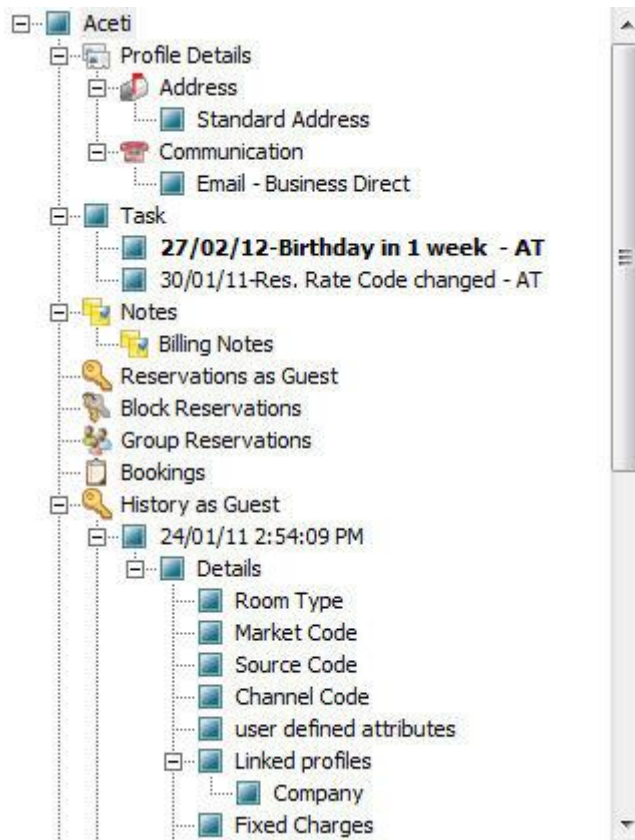 Aceti
Profile Details
Address
Standard Address
Communication
Email - Business Direct
Task
27/02/12-Birthday in 1 week - AT
30/01/11-Res. Rate Code changed - AT
Notes
Billing Notes
Reservations as Guest
Block Reservations
Group Reservations
Bookings
History as Guest
24/01/11 2:54:09 PM
Details
Room Type
Market Code
Source Code
Channel Code
user defined attributes
Linked profiles
Company
Fixed Charges